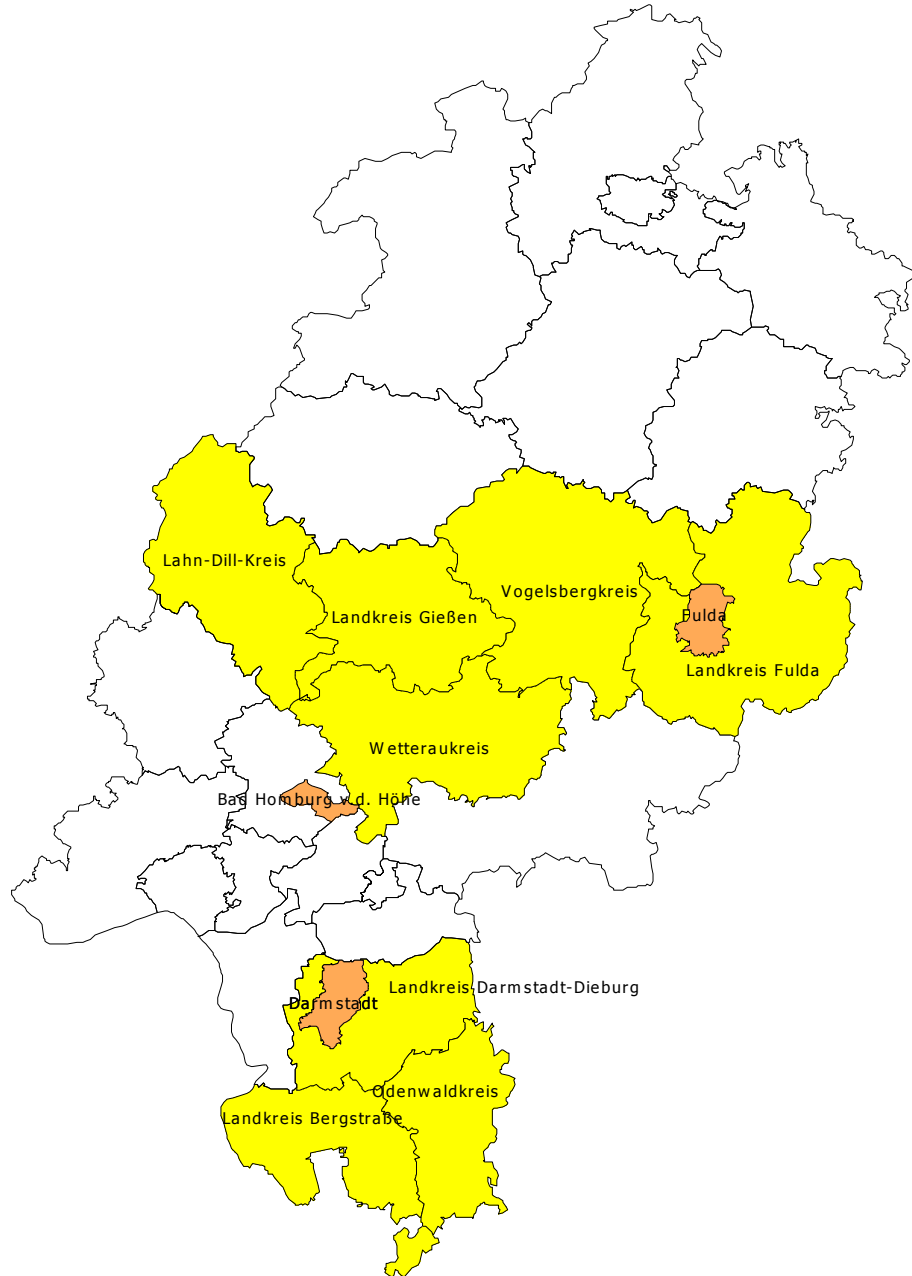 Lahn-Dill-Kreis
Vogelsbergkreis
Landkreis Gießen
Fulda
Landkreis Fulda
Wetteraukreis
Bad Homburg v.d. Höhe
Landkreis Darmstadt-Dieburg
Darmstadt
Odenwaldkreis
Landkreis Bergstraße